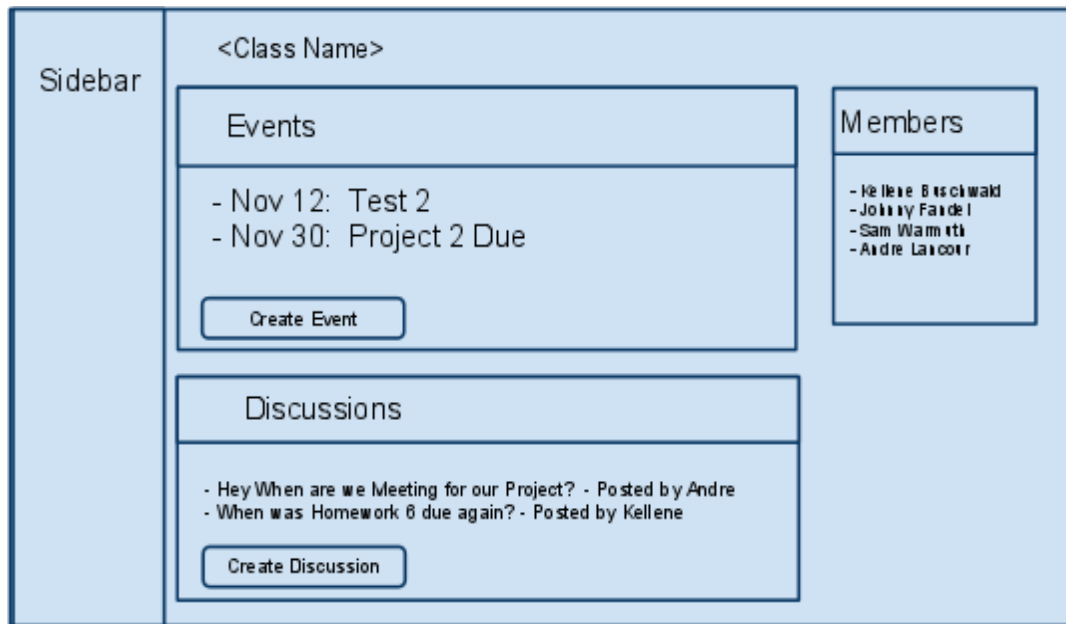 <Class Name>
Sidebar
Events
- Nov 12: Test 2
- Nov 30: Project 2 Due
Create Event
Members
- Kellene Buschwald
- Johnny Fandel
- Sam Warmuth
- Andre Lancour
Discussions
- Hey When are we Meeting for our Project? - Posted by Andre
- When was Homework 6 due again? - Posted by Kellene
Create Discussion